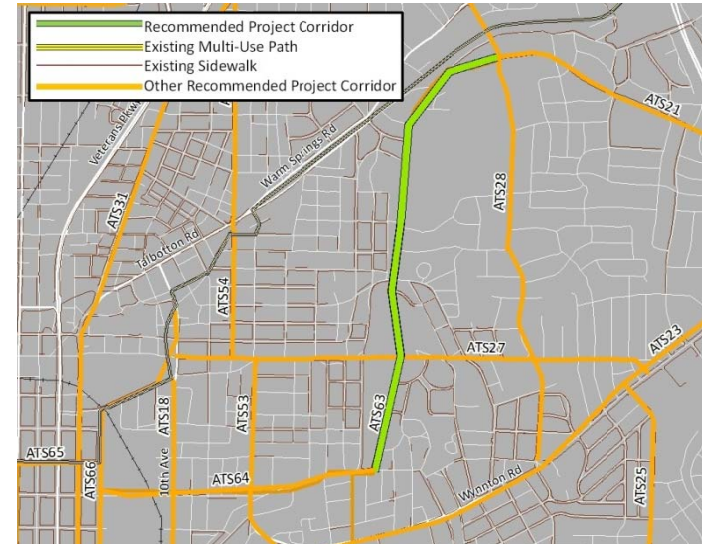 Recommended Project Corridor
Existing Multi-Use Path
Existing Sidewalk
Other Recommended Project Corridor
Veterans Pkwy
Warm Springs Rd
ATS21
ATS31
ATS28
Talbotton Rd
ATS54
ATS27
ATS23
ATS18
ATS53
ATS63
ATS65
ATS66
10th Ave
ATS64
Wynnton Rd
ATS25